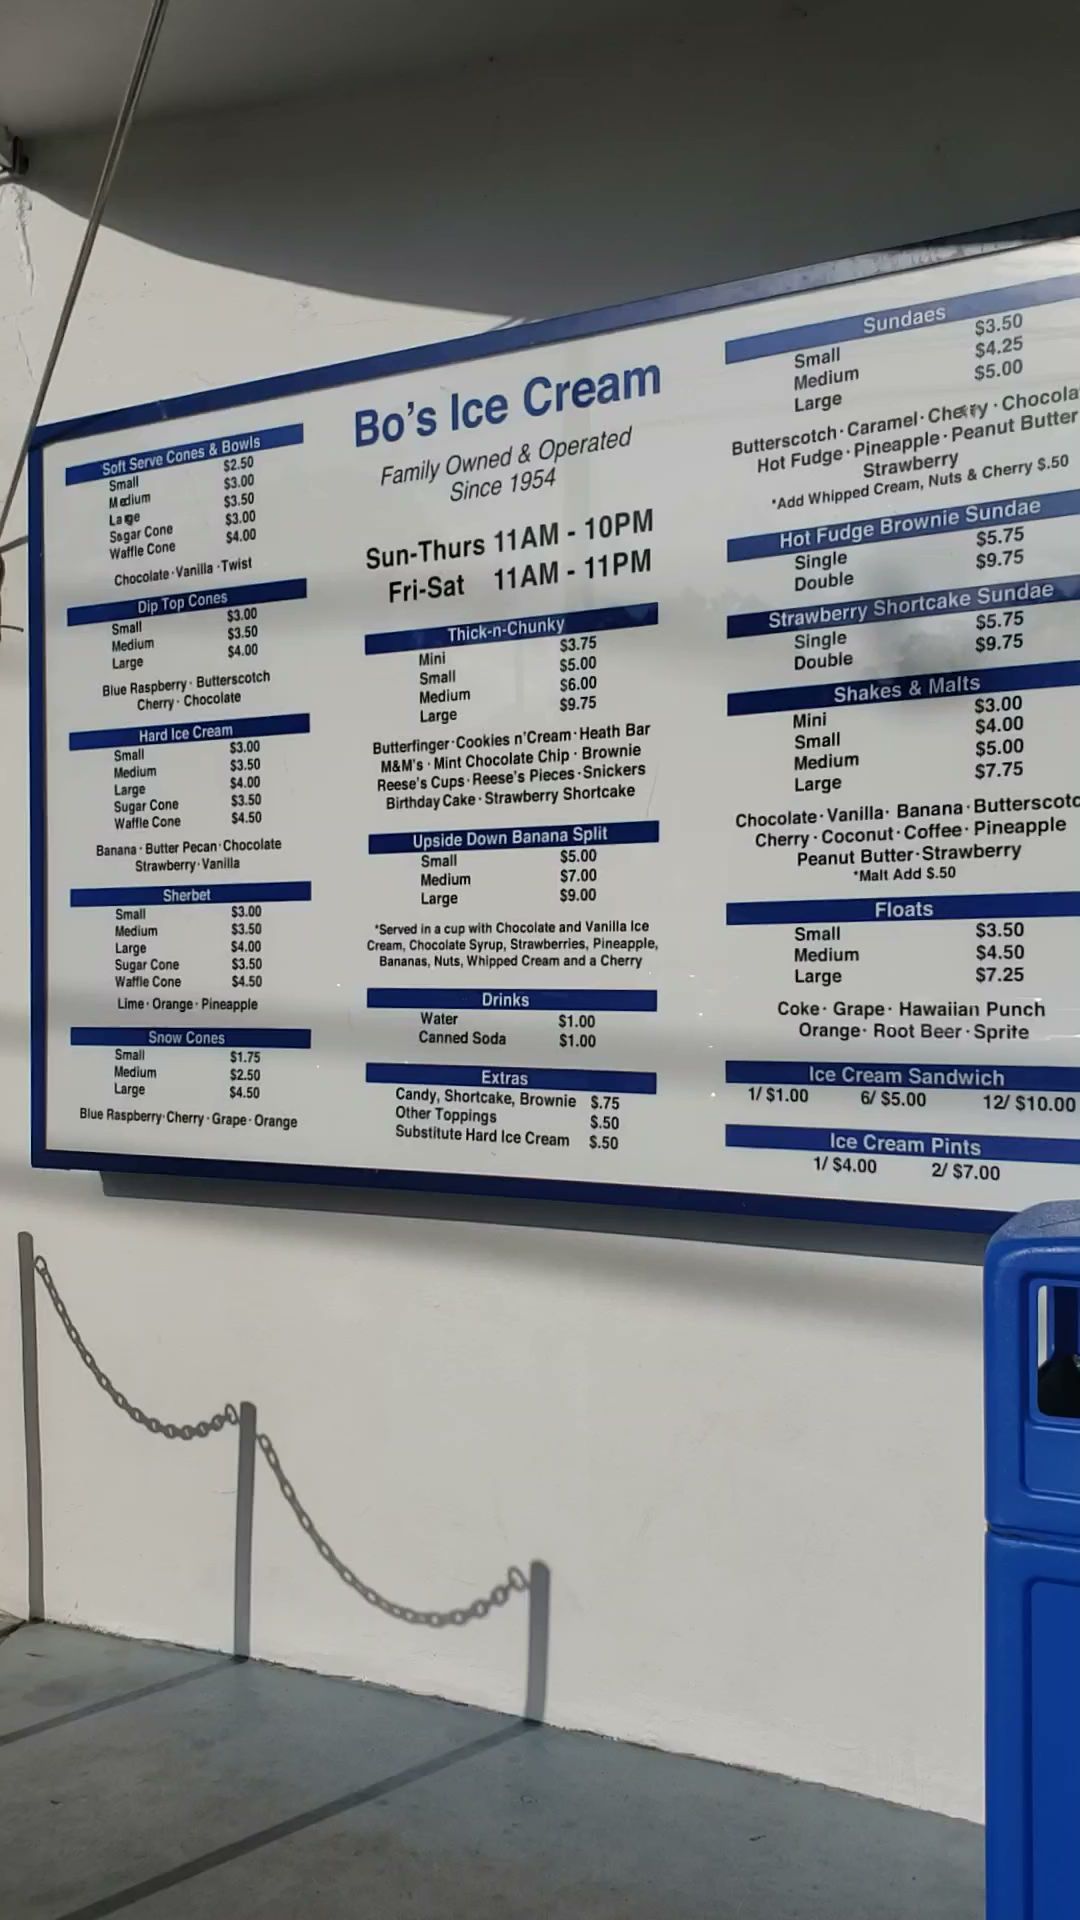 Soft Serve Cones & Bowls
Small $2.50
Medium $3.00
Large $3.50
Sugar Cone $3.00
Waffle Cone $4.00
Chocolate · Vanilla · Twist
Dip Top Cones
Small $3.00
Medium $3.50
Large $4.00
Blue Raspberry · Butterscotch
Cherry · Chocolate
Hard Ice Cream
Small $3.00
Medium $3.50
Large $4.00
Sugar Cone $3.50
Waffle Cone $4.50
Banana · Butter Pecan · Chocolate
Strawberry · Vanilla
Sherbet
Small $3.00
Medium $3.50
Large $4.00
Sugar Cone $3.50
Waffle Cone $4.50
Lime · Orange · Pineapple
Snow Cones
Small $1.75
Medium $2.50
Large $4.50
Blue Raspberry · Cherry · Grape · Orange
Bo's Ice Cream
Family Owned & Operated
Since 1954
Sun-Thurs 11AM - 10PM
Fri-Sat 11AM - 11PM
Thick-n-Chunky
Mini $3.75
Small $5.00
Medium $6.00
Large $9.75
Butterfinger · Cookies n'Cream · Heath Bar
M&M's · Mint Chocolate Chip · Brownie
Reese's Cups · Reese's Pieces · Snickers
Birthday Cake · Strawberry Shortcake
Upside Down Banana Split
Small $5.00
Medium $7.00
Large $9.00
*Served in a cup with Chocolate and Vanilla Ice
Cream, Chocolate Syrup, Strawberries, Pineapple,
Bananas, Nuts, Whipped Cream and a Cherry
Drinks
Water $1.00
Canned Soda $1.00
Extras
Candy, Shortcake, Brownie $.75
Other Toppings $.50
Substitute Hard Ice Cream $.50
Sundaes
Small $3.50
Medium $4.25
Large $5.00
Butterscotch · Caramel · Cherry · Chocola
Hot Fudge · Pineapple · Peanut Butter
Strawberry
*Add Whipped Cream, Nuts & Cherry $.50
Hot Fudge Brownie Sundae
Single $5.75
Double $9.75
Strawberry Shortcake Sundae
Single $5.75
Double $9.75
Shakes & Malts
Mini $3.00
Small $4.00
Medium $5.00
Large $7.75
Chocolate · Vanilla · Banana · Butterscotc
Cherry · Coconut · Coffee · Pineapple
Peanut Butter · Strawberry
*Malt Add $.50
Floats
Small $3.50
Medium $4.50
Large $7.25
Coke · Grape · Hawaiian Punch
Orange · Root Beer · Sprite
Ice Cream Sandwich
1/ $1.00 6/ $5.00 12/ $10.00
Ice Cream Pints
1/ $4.00 2/ $7.00